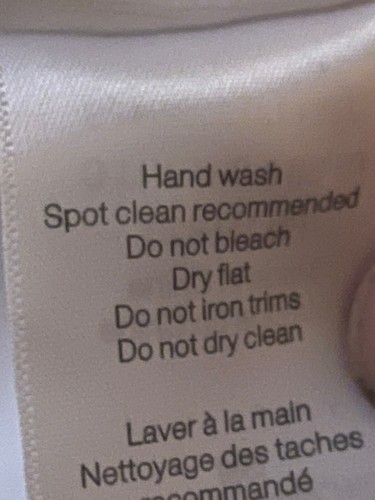 Hand wash
Spot clean recommended
Do not bleach
Dry flat
Do not iron trims
Do not dry clean
Laver à la main
Nettoyage des taches
recommandé